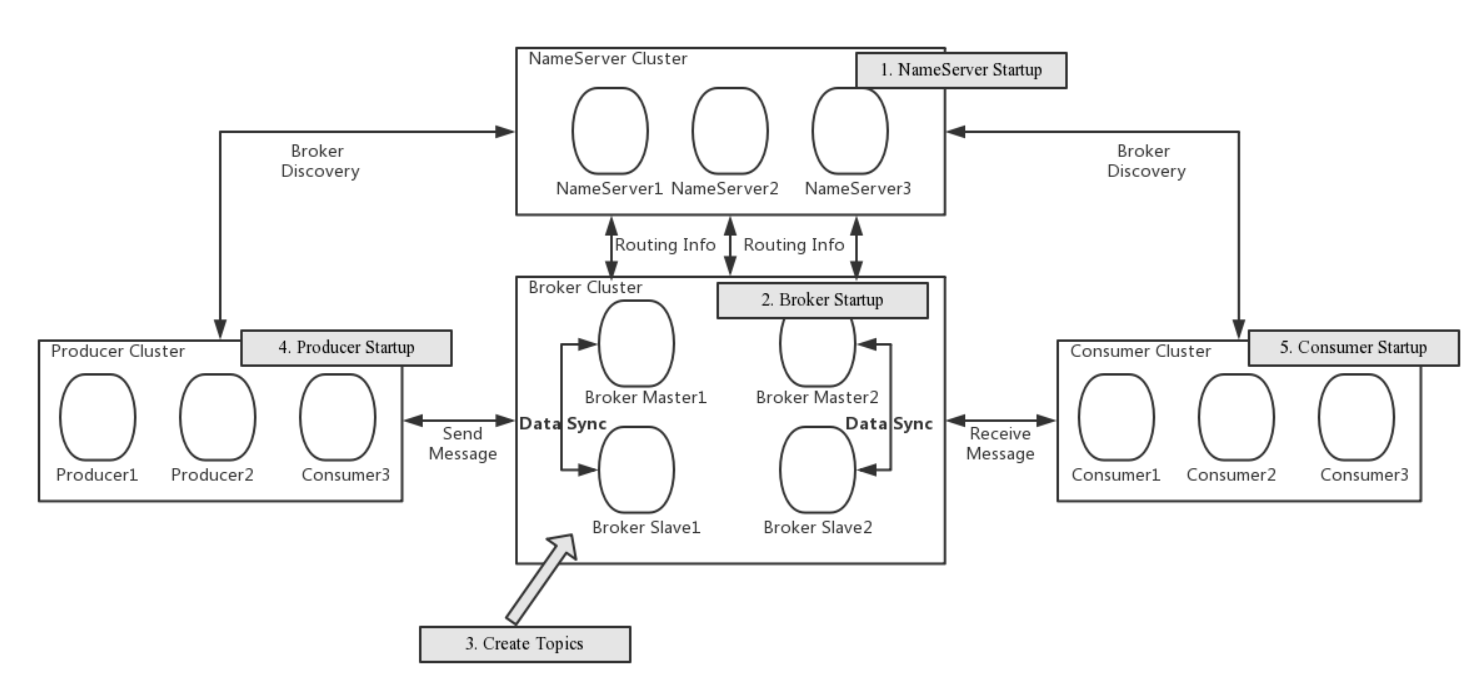 NameServer Cluster
1. NameServer Startup
NameServer1 NameServer2 NameServer3
Broker
Discovery
Broker
Discovery
Routing Info Routing Info
Broker Cluster
2. Broker Startup
Broker Master1 Broker Master2
Data Sync Data Sync
Broker Slave1 Broker Slave2
Producer Cluster
4. Producer Startup
Producer1 Producer2 Consumer3
Send
Message
Receive
Message
Consumer Cluster
5. Consumer Startup
Consumer1 Consumer2 Consumer3
3. Create Topics